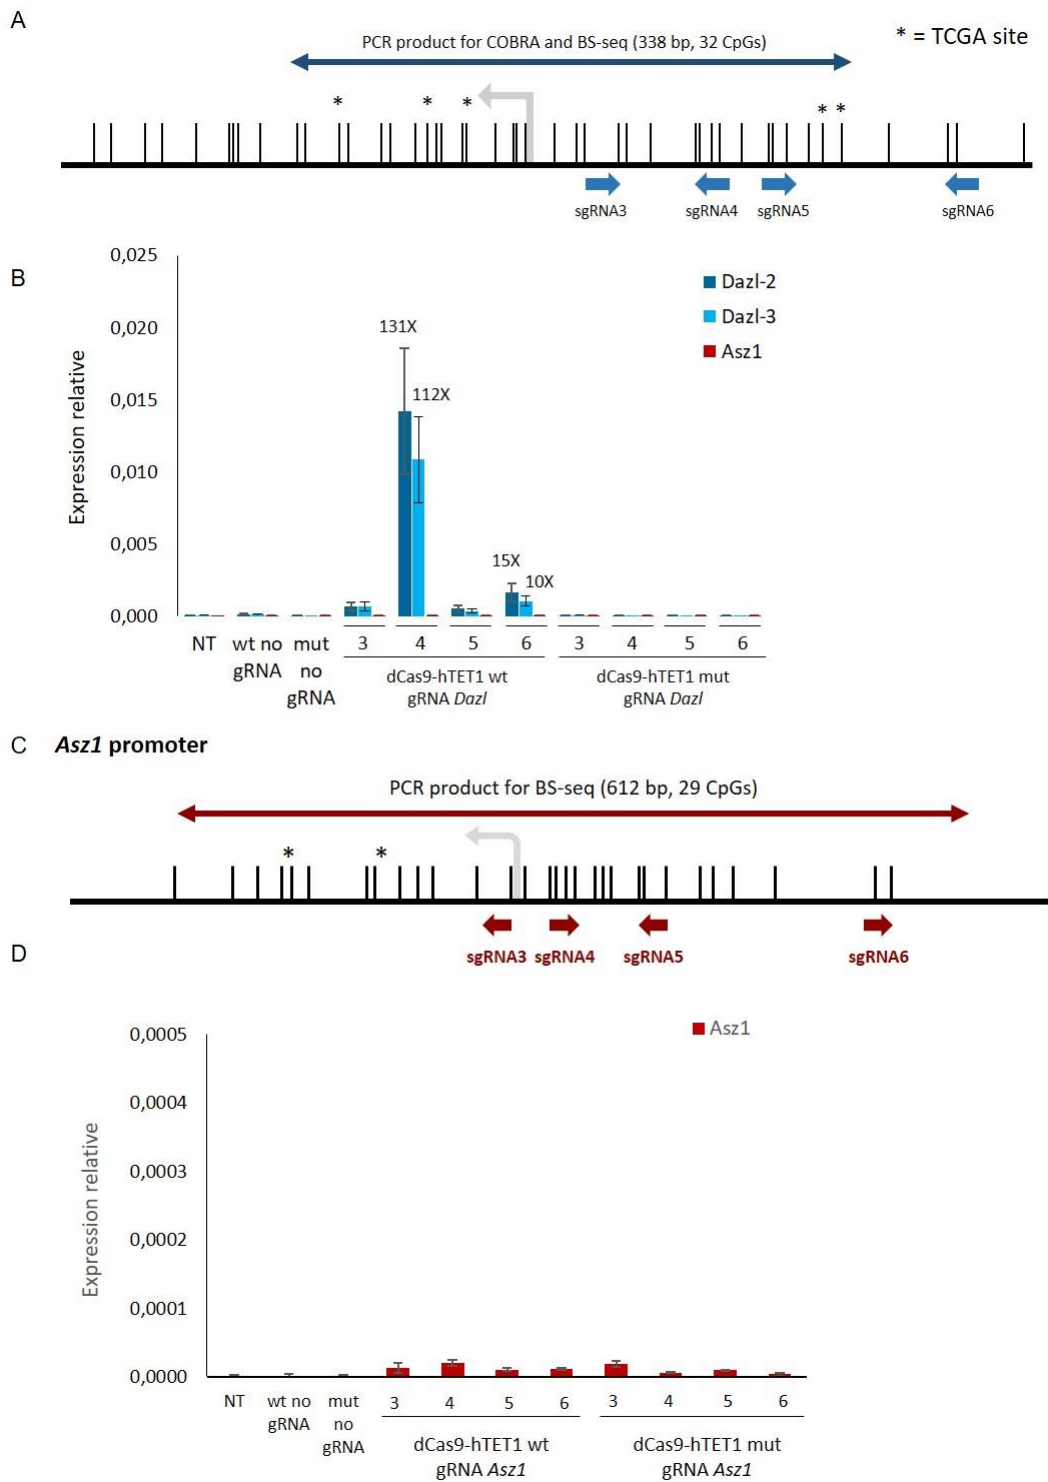 A
PCR product for COBRA and BS-seq (338 bp, 32 CpGs)
* = TCGA site
* * * * *
sgRNA3 sgRNA4 sgRNA5 sgRNA6
B
0,025
0,020
0,015
0,010
0,005
0,000
Expression relative
Dazl-2
Dazl-3
Asz1
131X
112X
15X
10X
NT wt no mut 3 4 5 6 3 4 5 6
gRNA no
gRNA
dCas9-hTET1 wt dCas9-hTET1 mut
gRNA Dazl gRNA Dazl
C Asz1 promoter
PCR product for BS-seq (612 bp, 29 CpGs)
* *
sgRNA3 sgRNA4 sgRNA5 sgRNA6
D
0,0005
0,0004
0,0003
0,0002
0,0001
0,0000
Expression relative
Asz1
NT wt no mut 3 4 5 6 3 4 5 6
gRNA no
gRNA
dCas9-hTET1 wt dCas9-hTET1 mut
gRNA Asz1 gRNA Asz1